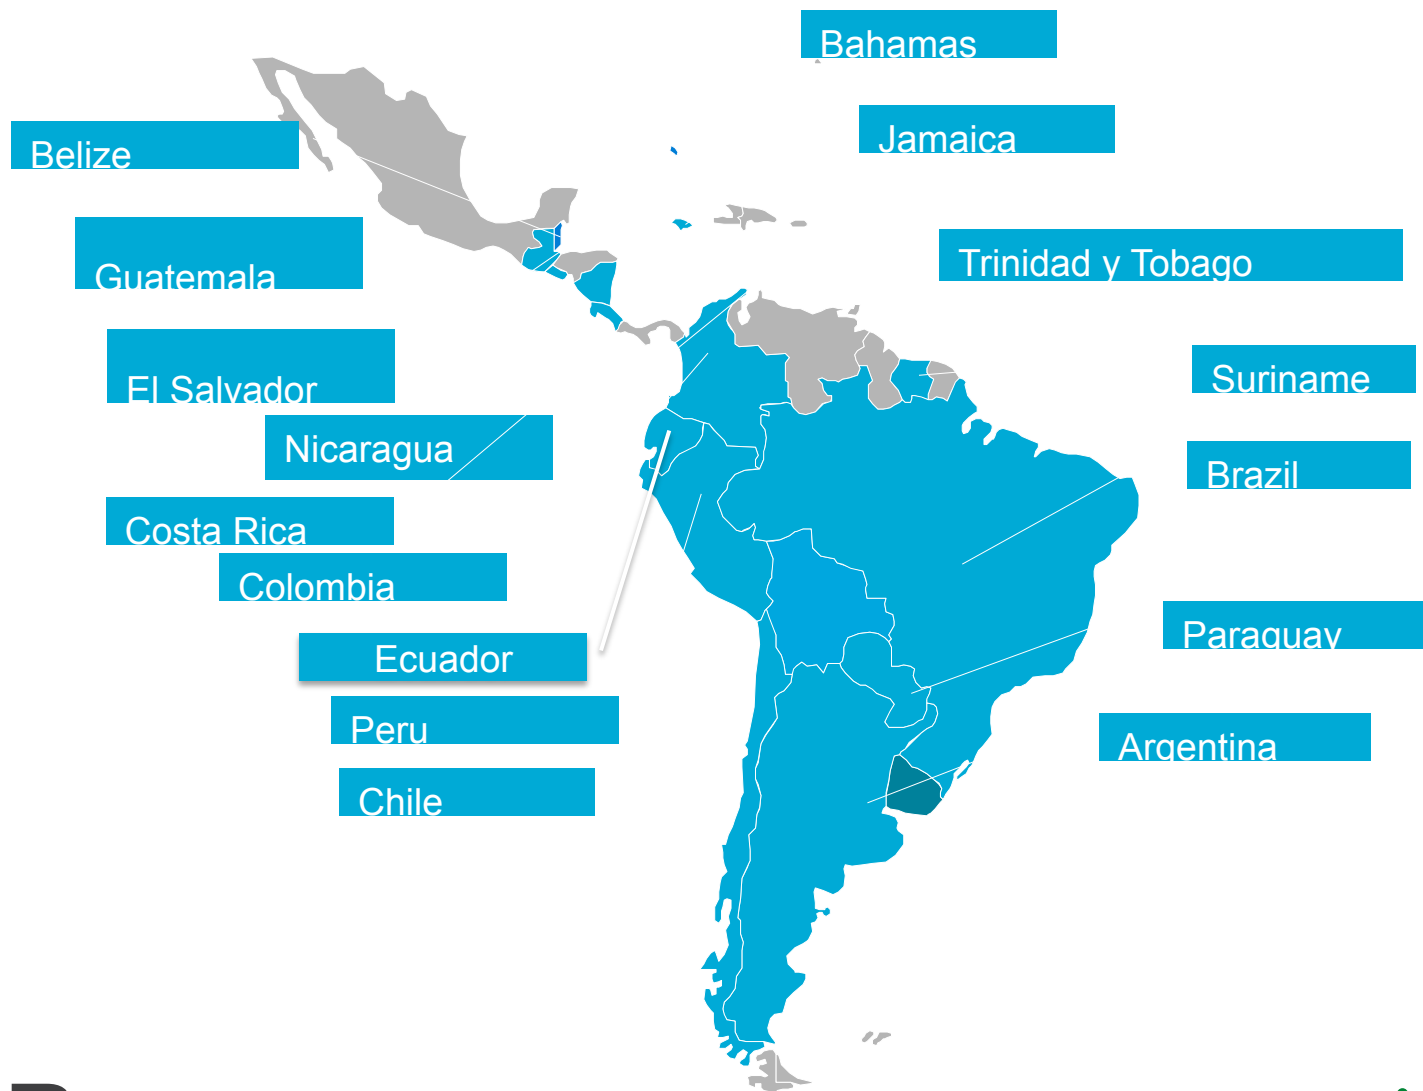 Bahamas
Jamaica
Belize
Guatemala
Trinidad y Tobago
El Salvador
Suriname
Nicaragua
Brazil
Costa Rica
Colombia
Paraguay
Ecuador
Peru
Argentina
Chile